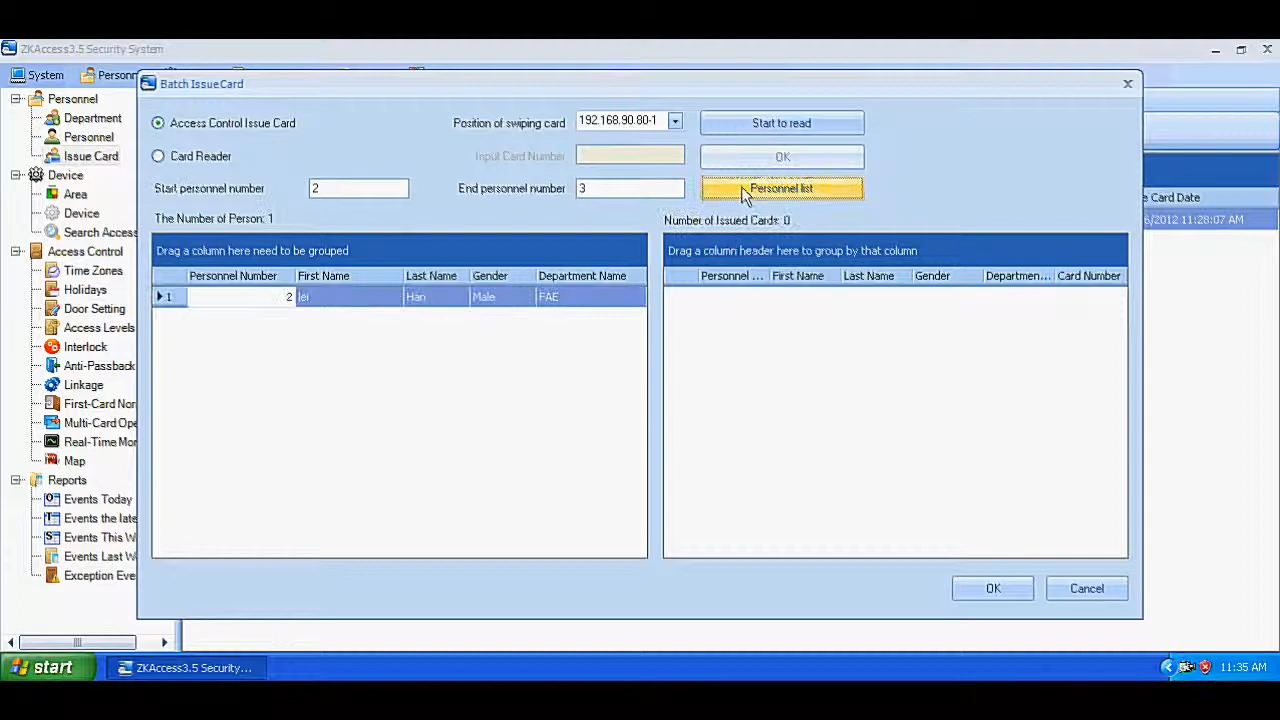 ZKAccess3.5 Security System
System
Personn
Batch IssueCard
Personnel
Department
Personnel
Issue Card
Device
Area
Device
Search Access
Access Control
Time Zones
Holidays
Door Setting
Access Levels
Interlock
Anti-Passback
Linkage
First-Card Nor
Multi-Card Ope
Real-Time Mon
Map
Reports
Events Today
Events the late
Events This W
Events Last W
Exception Eve
Access Control Issue Card
Position of swiping card
192.168.90.80-1
Start to read
Card Reader
Input Card Number
OK
Start personnel number
2
End personnel number
3
Personnel list
The Number of Person: 1
Number of Issued Cards: 0
Drag a column here need to be grouped
Personnel Number First Name Last Name Gender Department Name
1 2 lei Han Male FAE
Drag a column header here to group by that column
Personnel ... First Name Last Name Gender Departmen... Card Number
OK
Cancel
e Card Date
6/2012 11:28:07 AM
start
ZKAccess3.5 Security...
11:35 AM